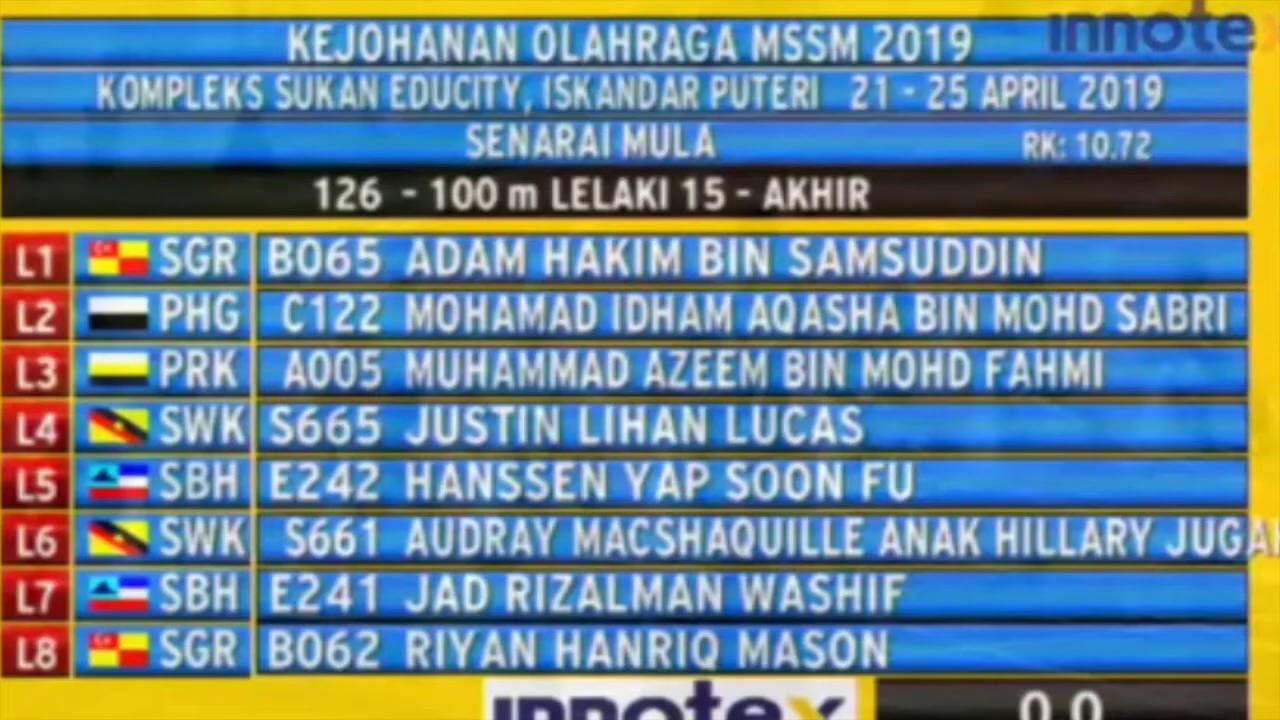 innotex
KEJOHANAN OLAHRAGA MSSM 2019
KOMPLEKS SUKAN EDUCITY, ISKANDAR PUTERI 21 - 25 APRIL 2019
SENARAI MULA RK: 10.72
126 - 100 m LELAKI 15 - AKHIR
L1 SGR B065 ADAM HAKIM BIN SAMSUDDIN
L2 PHG C122 MOHAMAD IDHAM AQASHA BIN MOHD SABRI
L3 PRK A005 MUHAMMAD AZEEM BIN MOHD FAHMI
L4 SWK S665 JUSTIN LIHAN LUCAS
L5 SBH E242 HANSSEN YAP SOON FU
L6 SWK S661 AUDRAY MACSHAQUILLE ANAK HILLARY
L7 SBH E241 JAD RIZALMAN WASHIF
L8 SGR B062 RIYAN HANRIQ MASON
innotex 0.0